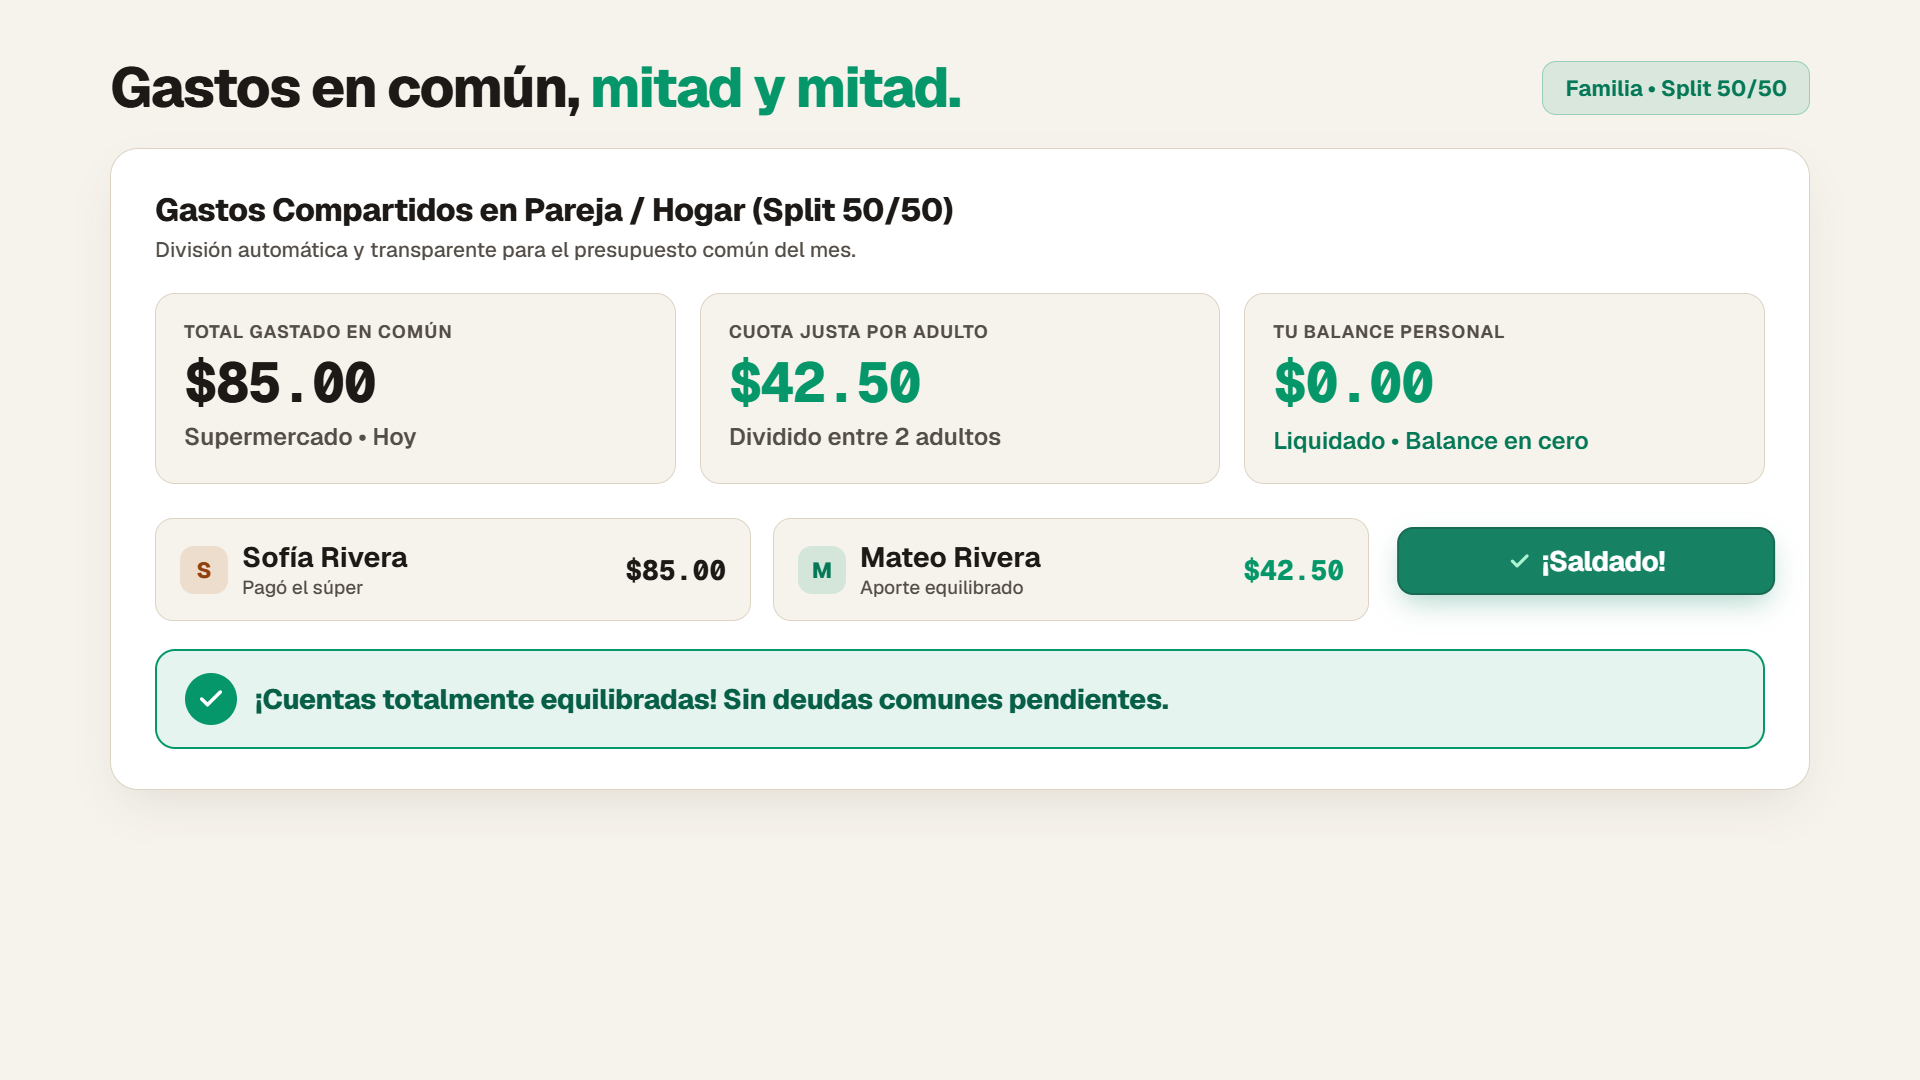 Gastos en común, mitad y mitad.
Familia • Split 50/50
Gastos Compartidos en Pareja / Hogar (Split 50/50)
División automática y transparente para el presupuesto común del mes.
TOTAL GASTADO EN COMÚN
$85.00
Supermercado • Hoy
CUOTA JUSTA POR ADULTO
$42.50
Dividido entre 2 adultos
TU BALANCE PERSONAL
$0.00
Liquidado • Balance en cero
S
Sofía Rivera
Pagó el súper
$85.00
M
Mateo Rivera
Aporte equilibrado
$42.50
¡Saldado!
¡Cuentas totalmente equilibradas! Sin deudas comunes pendientes.